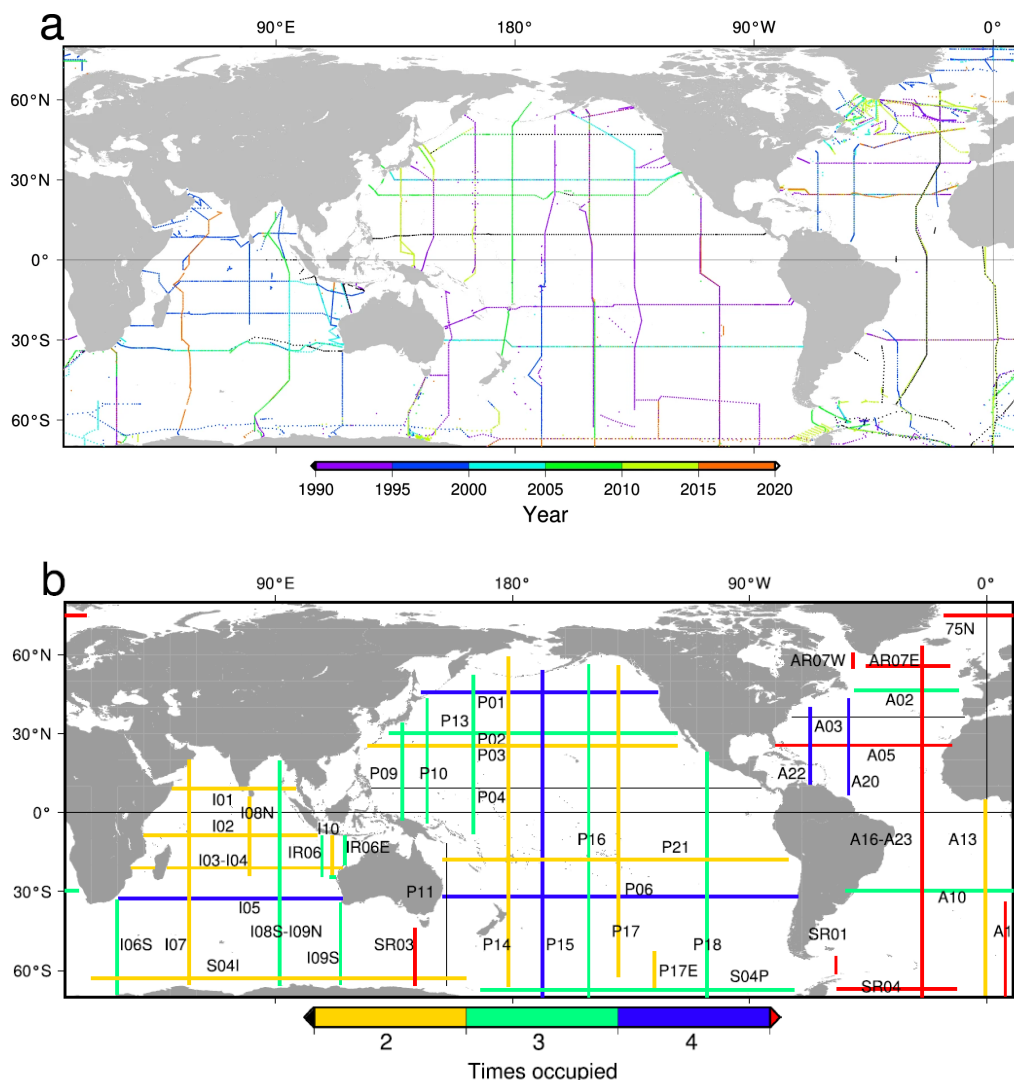 a
90°E 180° 90°W 0°
60°N
30°N
0°
30°S
60°S
1990 1995 2000 2005 2010 2015 2020
Year
b
90°E 180° 90°W 0°
75N
60°N AR07W AR07E
P01 A02
30°N P13 P02 A03
P03 A05
P09 P10 A22 A20
I01 P04
0° I08N
I02 I10 P16 A16-A23 A13
IR06 IR06E
I03-I04 P21
30°S P11 P06
I05 A10
I06S I07 I08S-I09N SR03 P14 P15 P17 P18 SR01 A1
I09S
60°S S04I P17E S04P
SR04
2 3 4
Times occupied